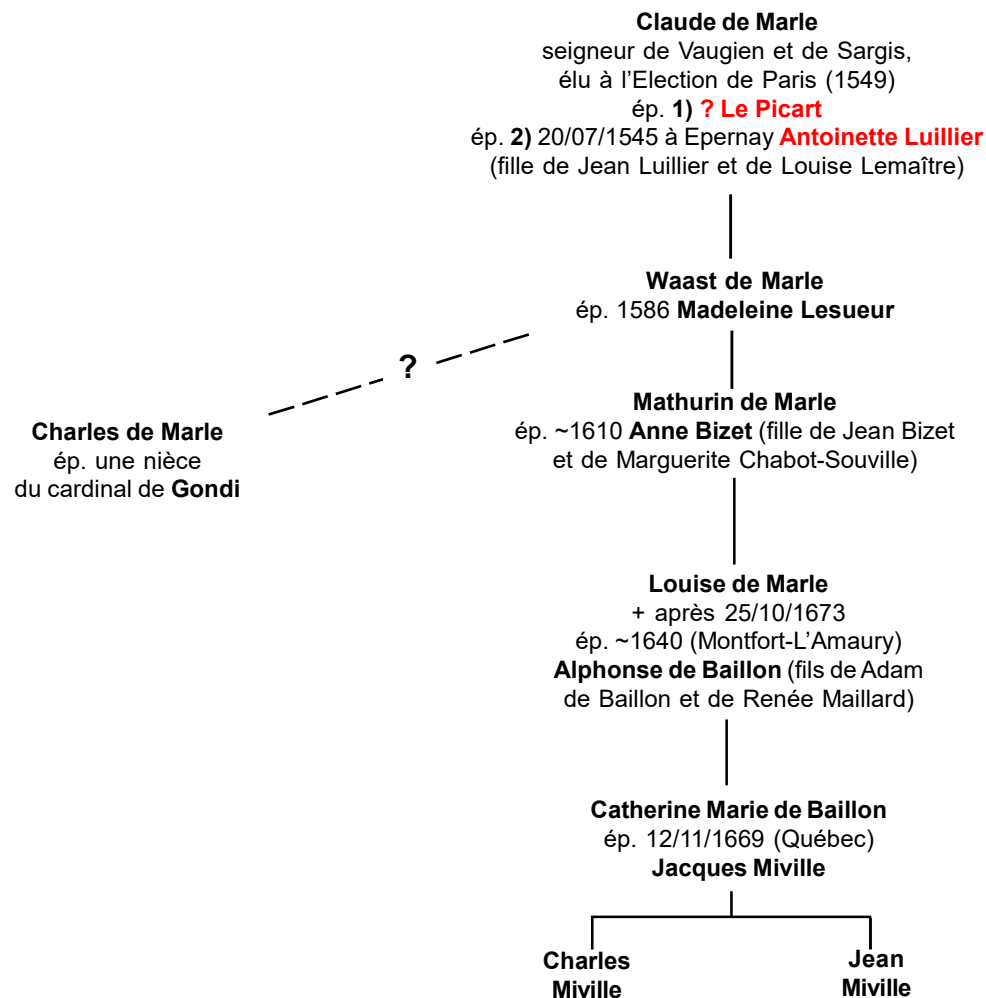 Claude de Marle
seigneur de Vaugien et de Sargis,
élu à l'Election de Paris (1549)
ép. 1) ? Le Picart
ép. 2) 20/07/1545 à Epernay Antoinette Luillier
(fille de Jean Luillier et de Louise Lemaître)
Waast de Marle
ép. 1586 Madeleine Lesueur
?
Charles de Marle
ép. une nièce
du cardinal de Gondi
Mathurin de Marle
ép. ~1610 Anne Bizet (fille de Jean Bizet
et de Marguerite Chabot-Souville)
Louise de Marle
+ après 25/10/1673
ép. ~1640 (Montfort-L'Amaury)
Alphonse de Baillon (fils de Adam
de Baillon et de Renée Maillard)
Catherine Marie de Baillon
ép. 12/11/1669 (Québec)
Jacques Miville
Charles
Miville
Jean
Miville